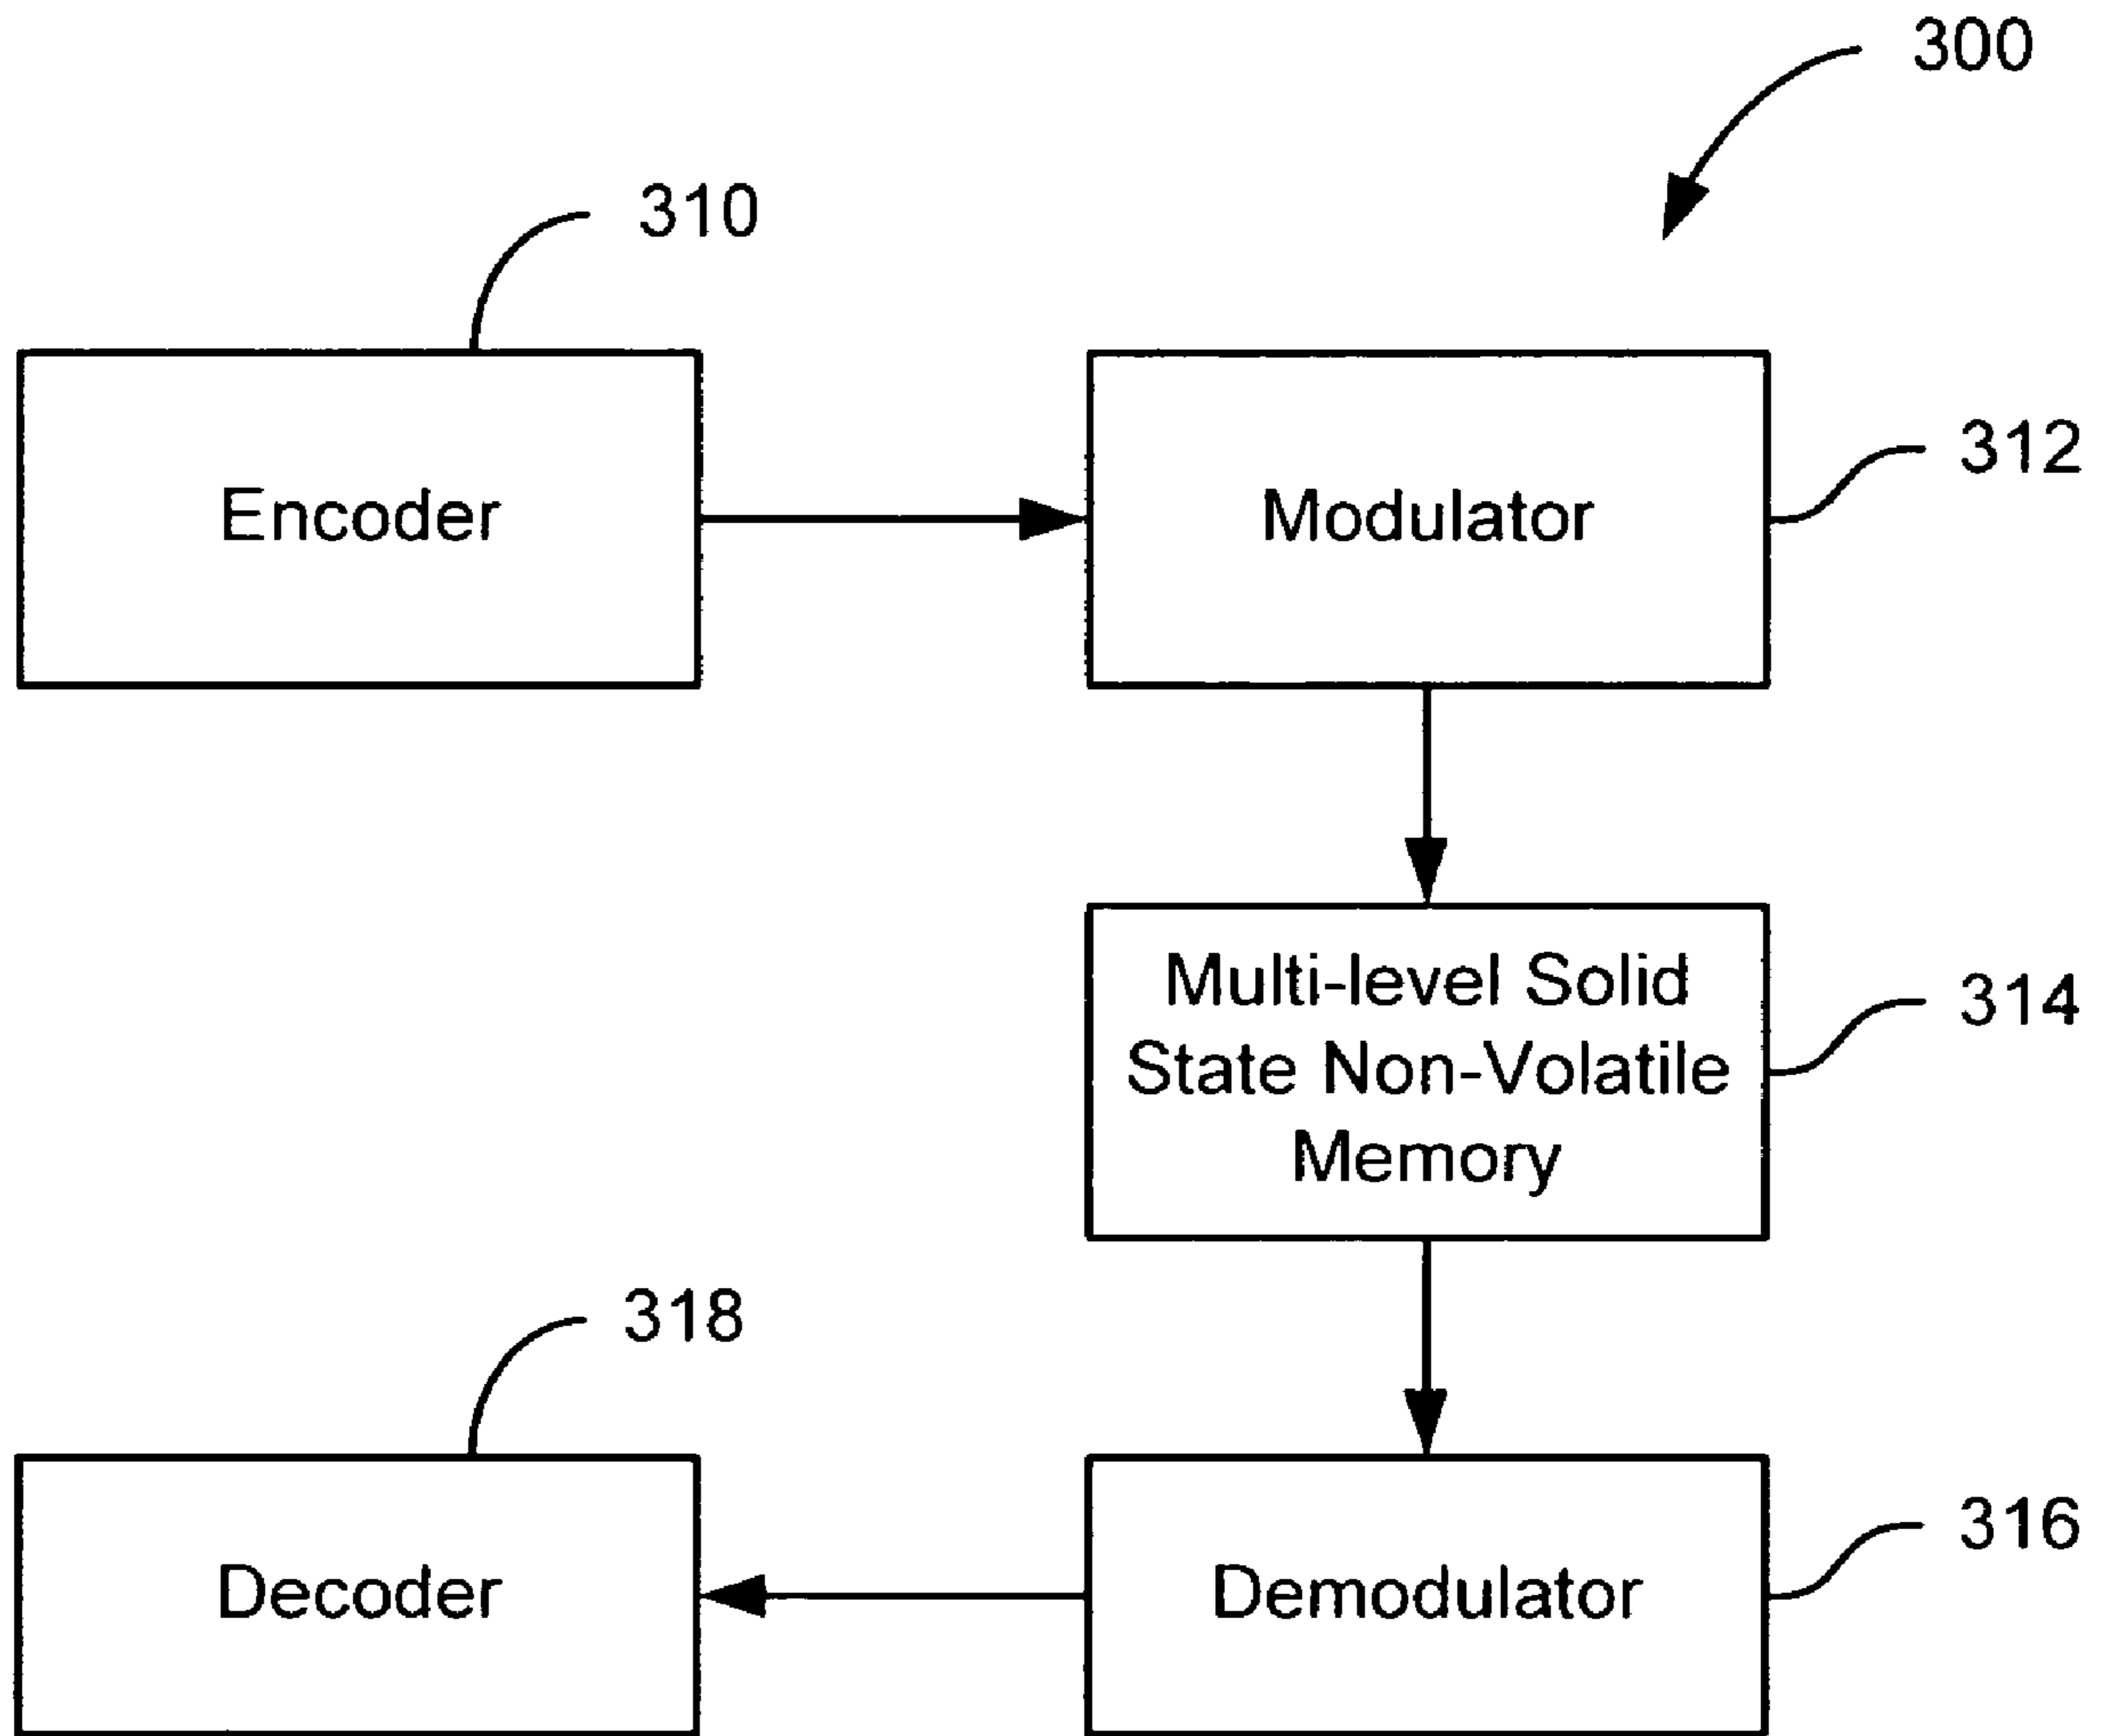 300
310
Encoder
Modulator
312
Multi-level Solid
State Non-Volatile
Memory
314
318
Decoder
Demodulator
316